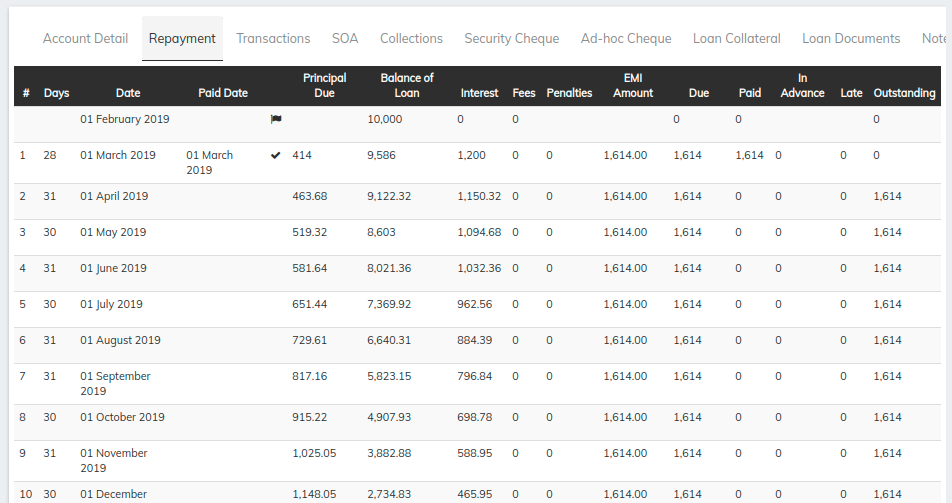 Account Detail Repayment Transactions SOA Collections Security Cheque Ad-hoc Cheque Loan Collateral Loan Documents Note
# Days Date Paid Date Principal Due Balance of Loan Interest Fees Penalties EMI Amount Due Paid In Advance Late Outstanding
01 February 2019 10,000 0 0 0 0 0
1 28 01 March 2019 01 March 2019 414 9,586 1,200 0 0 1,614.00 1,614 1,614 0 0 0
2 31 01 April 2019 463.68 9,122.32 1,150.32 0 0 1,614.00 1,614 0 0 0 1,614
3 30 01 May 2019 519.32 8,603 1,094.68 0 0 1,614.00 1,614 0 0 0 1,614
4 31 01 June 2019 581.64 8,021.36 1,032.36 0 0 1,614.00 1,614 0 0 0 1,614
5 30 01 July 2019 651.44 7,369.92 962.56 0 0 1,614.00 1,614 0 0 0 1,614
6 31 01 August 2019 729.61 6,640.31 884.39 0 0 1,614.00 1,614 0 0 0 1,614
7 31 01 September 2019 817.16 5,823.15 796.84 0 0 1,614.00 1,614 0 0 0 1,614
8 30 01 October 2019 915.22 4,907.93 698.78 0 0 1,614.00 1,614 0 0 0 1,614
9 31 01 November 2019 1,025.05 3,882.88 588.95 0 0 1,614.00 1,614 0 0 0 1,614
10 30 01 December 1,148.05 2,734.83 465.95 0 0 1,614.00 1,614 0 0 0 1,614